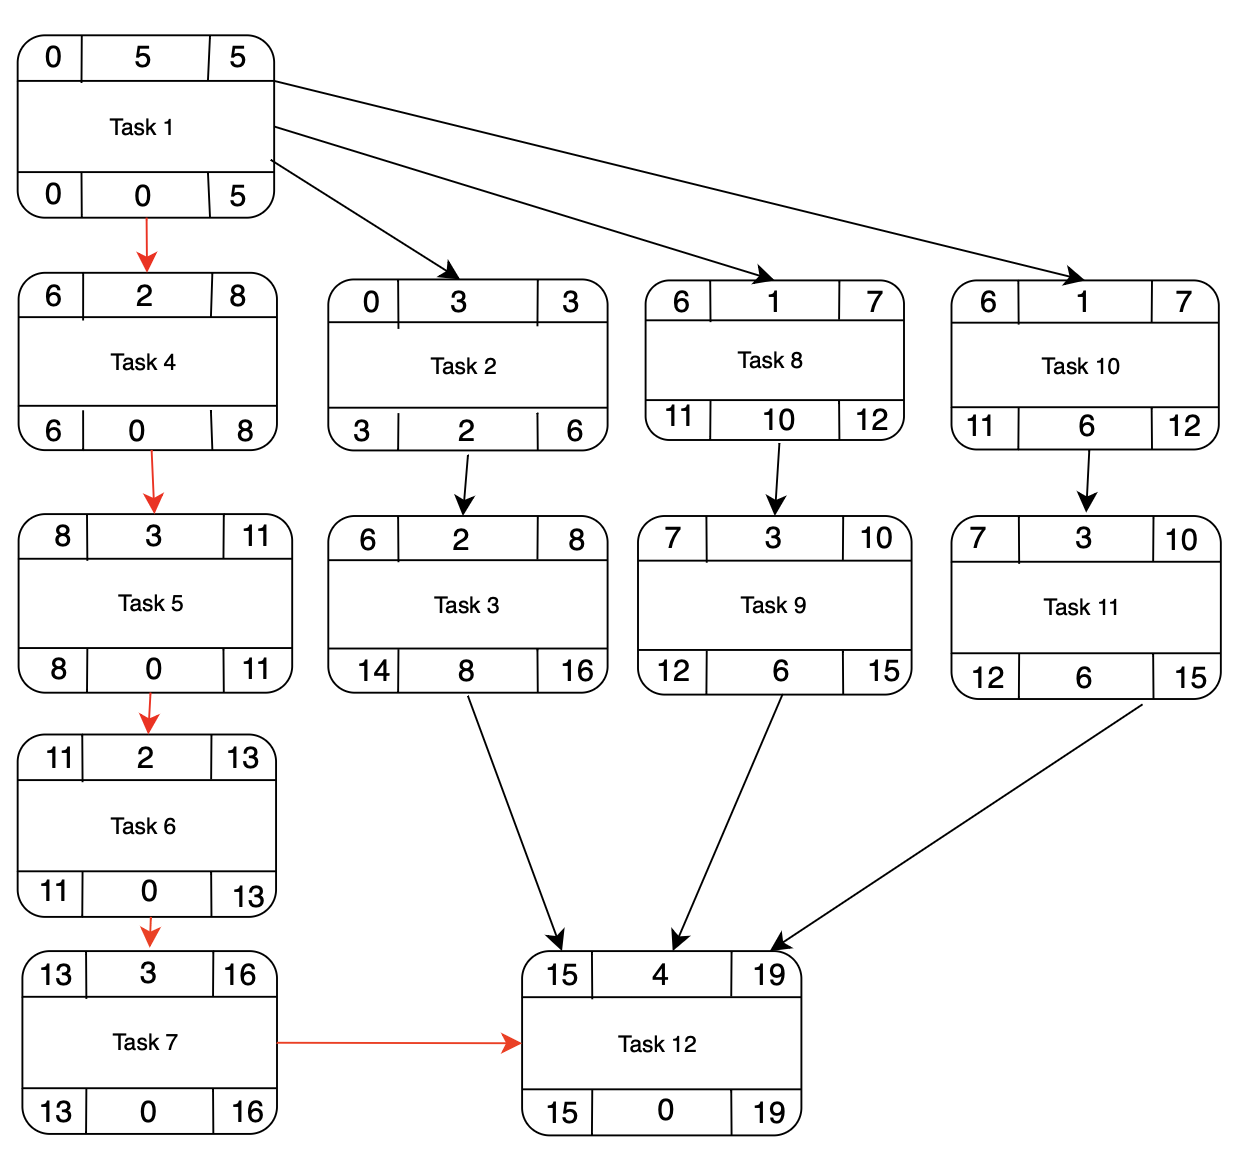 0 5 5
Task 1
0 0 5
6 2 8
Task 4
6 0 8
0 3 3
Task 2
3 2 6
6 1 7
Task 8
11 10 12
6 1 7
Task 10
11 6 12
8 3 11
Task 5
8 0 11
6 2 8
Task 3
14 8 16
7 3 10
Task 9
12 6 15
7 3 10
Task 11
12 6 15
11 2 13
Task 6
11 0 13
13 3 16
Task 7
13 0 16
15 4 19
Task 12
15 0 19